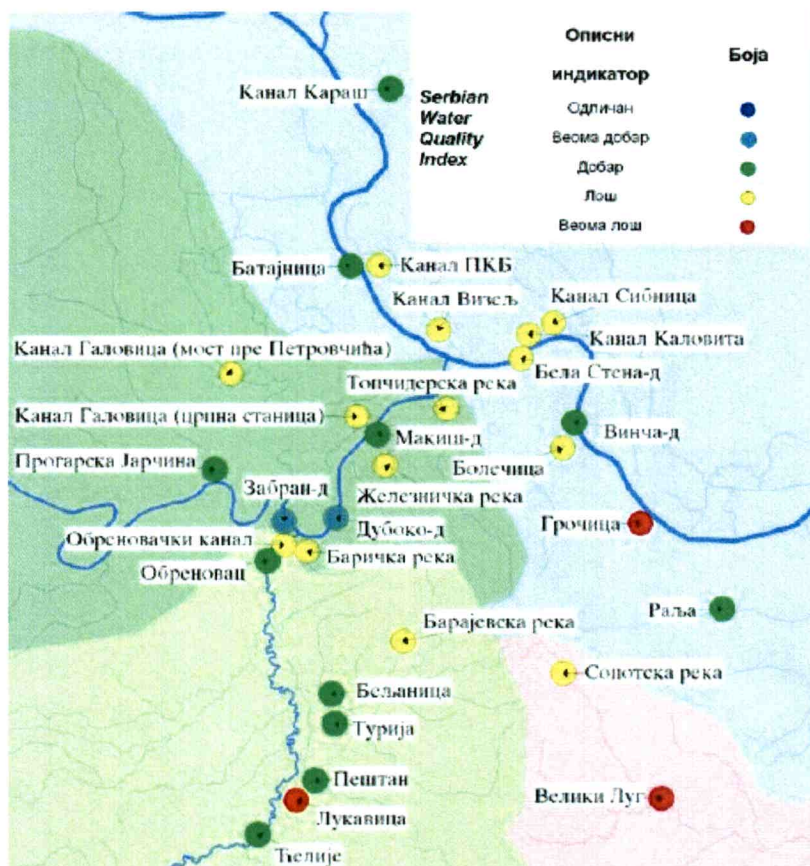 Serbian
Water
Quality
Index
Описни
индикатор
Боја
Одличан
Веома добар
Добар
Лош
Веома лош
Канал Караш
Батајница
Канал ПКБ
Канал Визељ
Канал Сибница
Канал Каловита
Бела Стена-д
Канал Галовица (мост пре Петровчића)
Топчидерска река
Канал Галовица (црпна станица)
Макиш-д
Винча-д
Болечица
Прогарска Јарчина
Забран-д
Железничка река
Дубоко-д
Грочица
Обреновачки канал
Баричка река
Обреновац
Раља
Барајевска река
Сопотска река
Бељаница
Турија
Пештан
Велики Луг
Лукавица
Ћелије